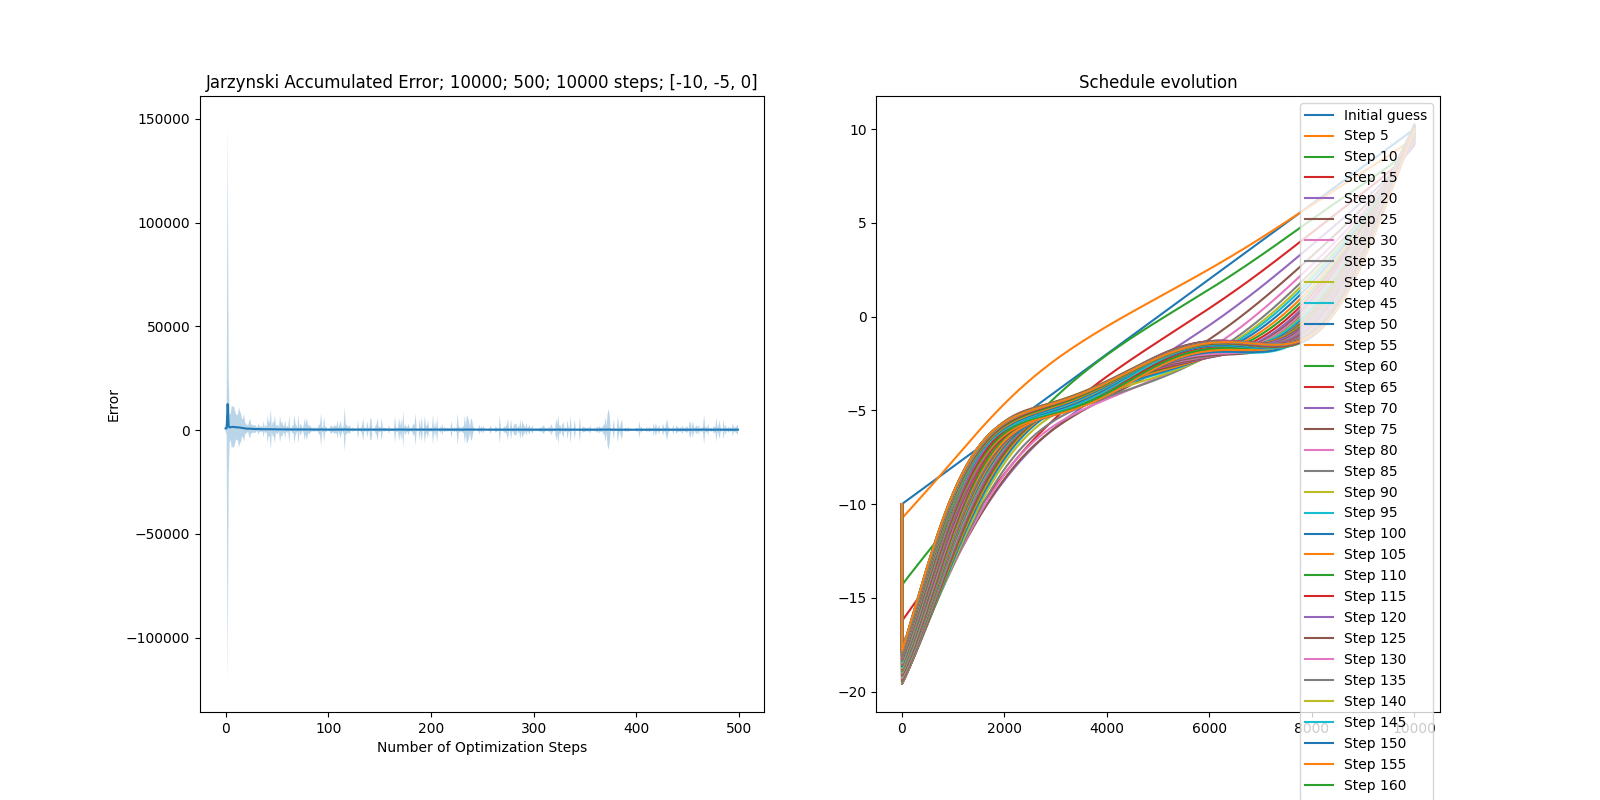 Jarzynski Accumulated Error; 10000; 500; 10000 steps; [-10, -5, 0]
150000
100000
50000
0
−50000
−100000
Error
0 100 200 300 400 500
Number of Optimization Steps
Schedule evolution
10
5
0
−5
−10
−15
−20
0 2000 4000 6000 8000 10000
Initial guess
Step 5
Step 10
Step 15
Step 20
Step 25
Step 30
Step 35
Step 40
Step 45
Step 50
Step 55
Step 60
Step 65
Step 70
Step 75
Step 80
Step 85
Step 90
Step 95
Step 100
Step 105
Step 110
Step 115
Step 120
Step 125
Step 130
Step 135
Step 140
Step 145
Step 150
Step 155
Step 160